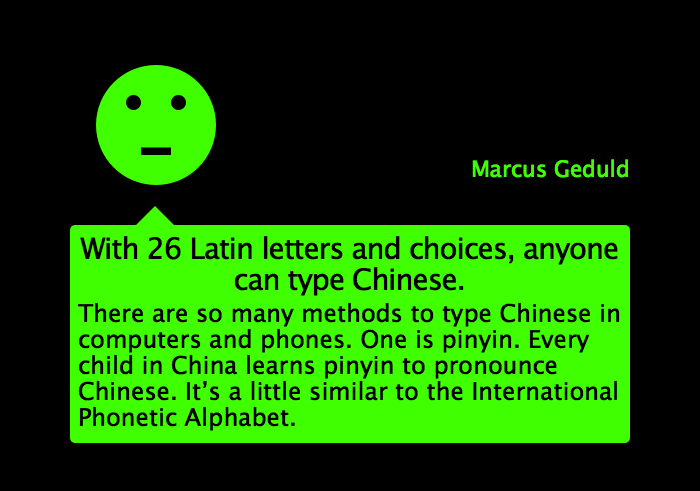 Marcus Geduld
With 26 Latin letters and choices, anyone
can type Chinese.
There are so many methods to type Chinese in
computers and phones. One is pinyin. Every
child in China learns pinyin to pronounce
Chinese. It’s a little similar to the International
Phonetic Alphabet.